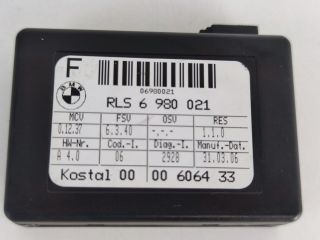 F
06980021
BMW
RLS 6 980 021
MCV FSV OSV RES
0.12.37 6.3.40 -.-.- 1.1.0
HW-Nr. Cod.-I. Diag.-I. Manuf.-Dat.
A 4.0 06 2928 31.03.06
Kostal 00 00 6064 33